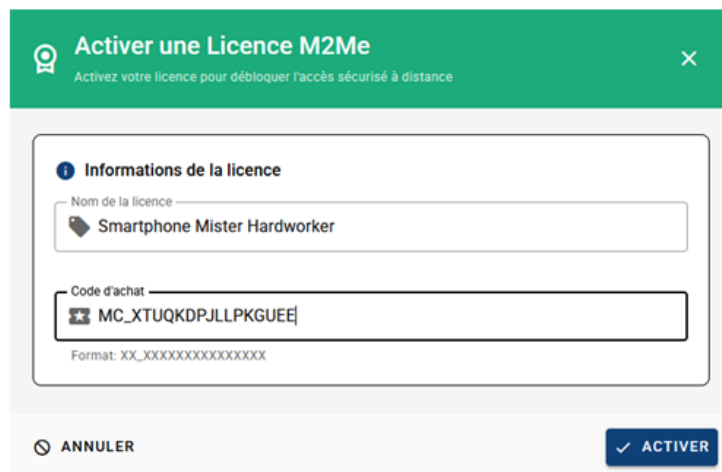 Activer une Licence M2Me
Activez votre licence pour débloquer l'accès sécurisé à distance
Informations de la licence
Nom de la licence
Smartphone Mister Hardworker
Code d'achat
MC_XTUQKDPJLLPKGUEE
Format: XX_XXXXXXXXXXXXXXXX
ANNULER
ACTIVER